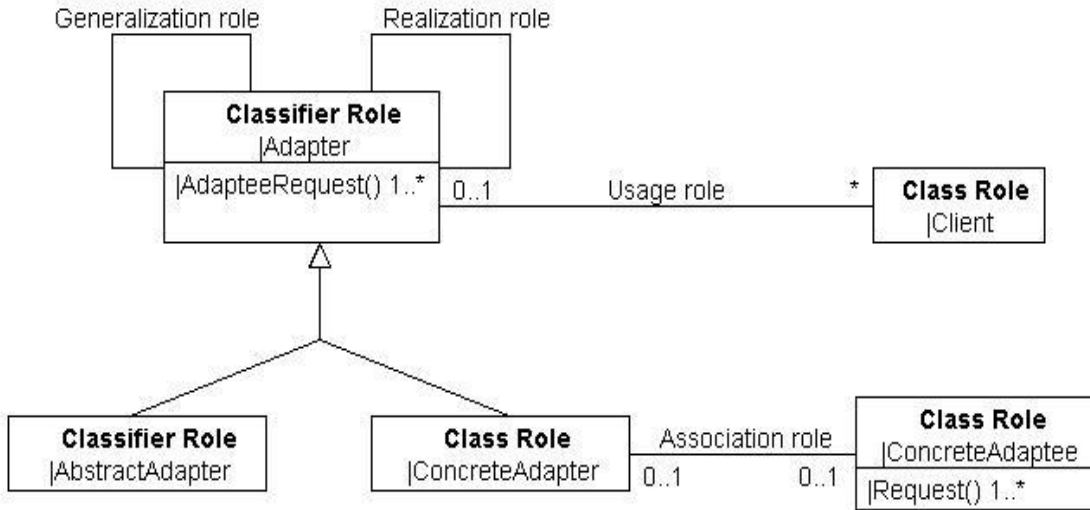 Generalization role
Realization role
Classifier Role
|Adapter
|AdapteeRequest() 1..*
0..1
Usage role
*
Class Role
|Client
Classifier Role
|AbstractAdapter
Class Role
|ConcreteAdapter
Association role
0..1
0..1
Class Role
|ConcreteAdaptee
|Request() 1..*